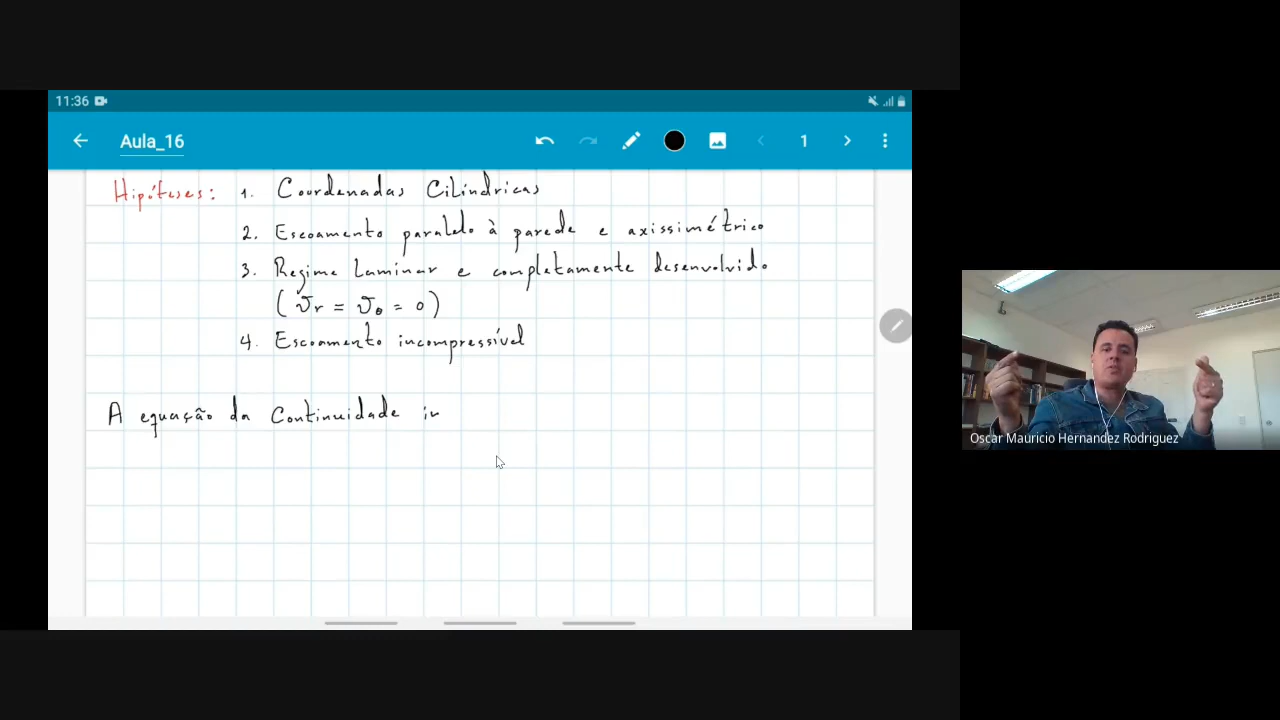 11:36
Aula_16
1
Hipóteses: 1. Coordenadas Cilíndricas
2. Escoamento paralelo à parede e axissimétrico
3. Regime Laminar e completamente desenvolvido
(vr = vθ = 0)
4. Escoamento incompressível
A equação da Continuidade in
Oscar Mauricio Hernandez Rodriguez